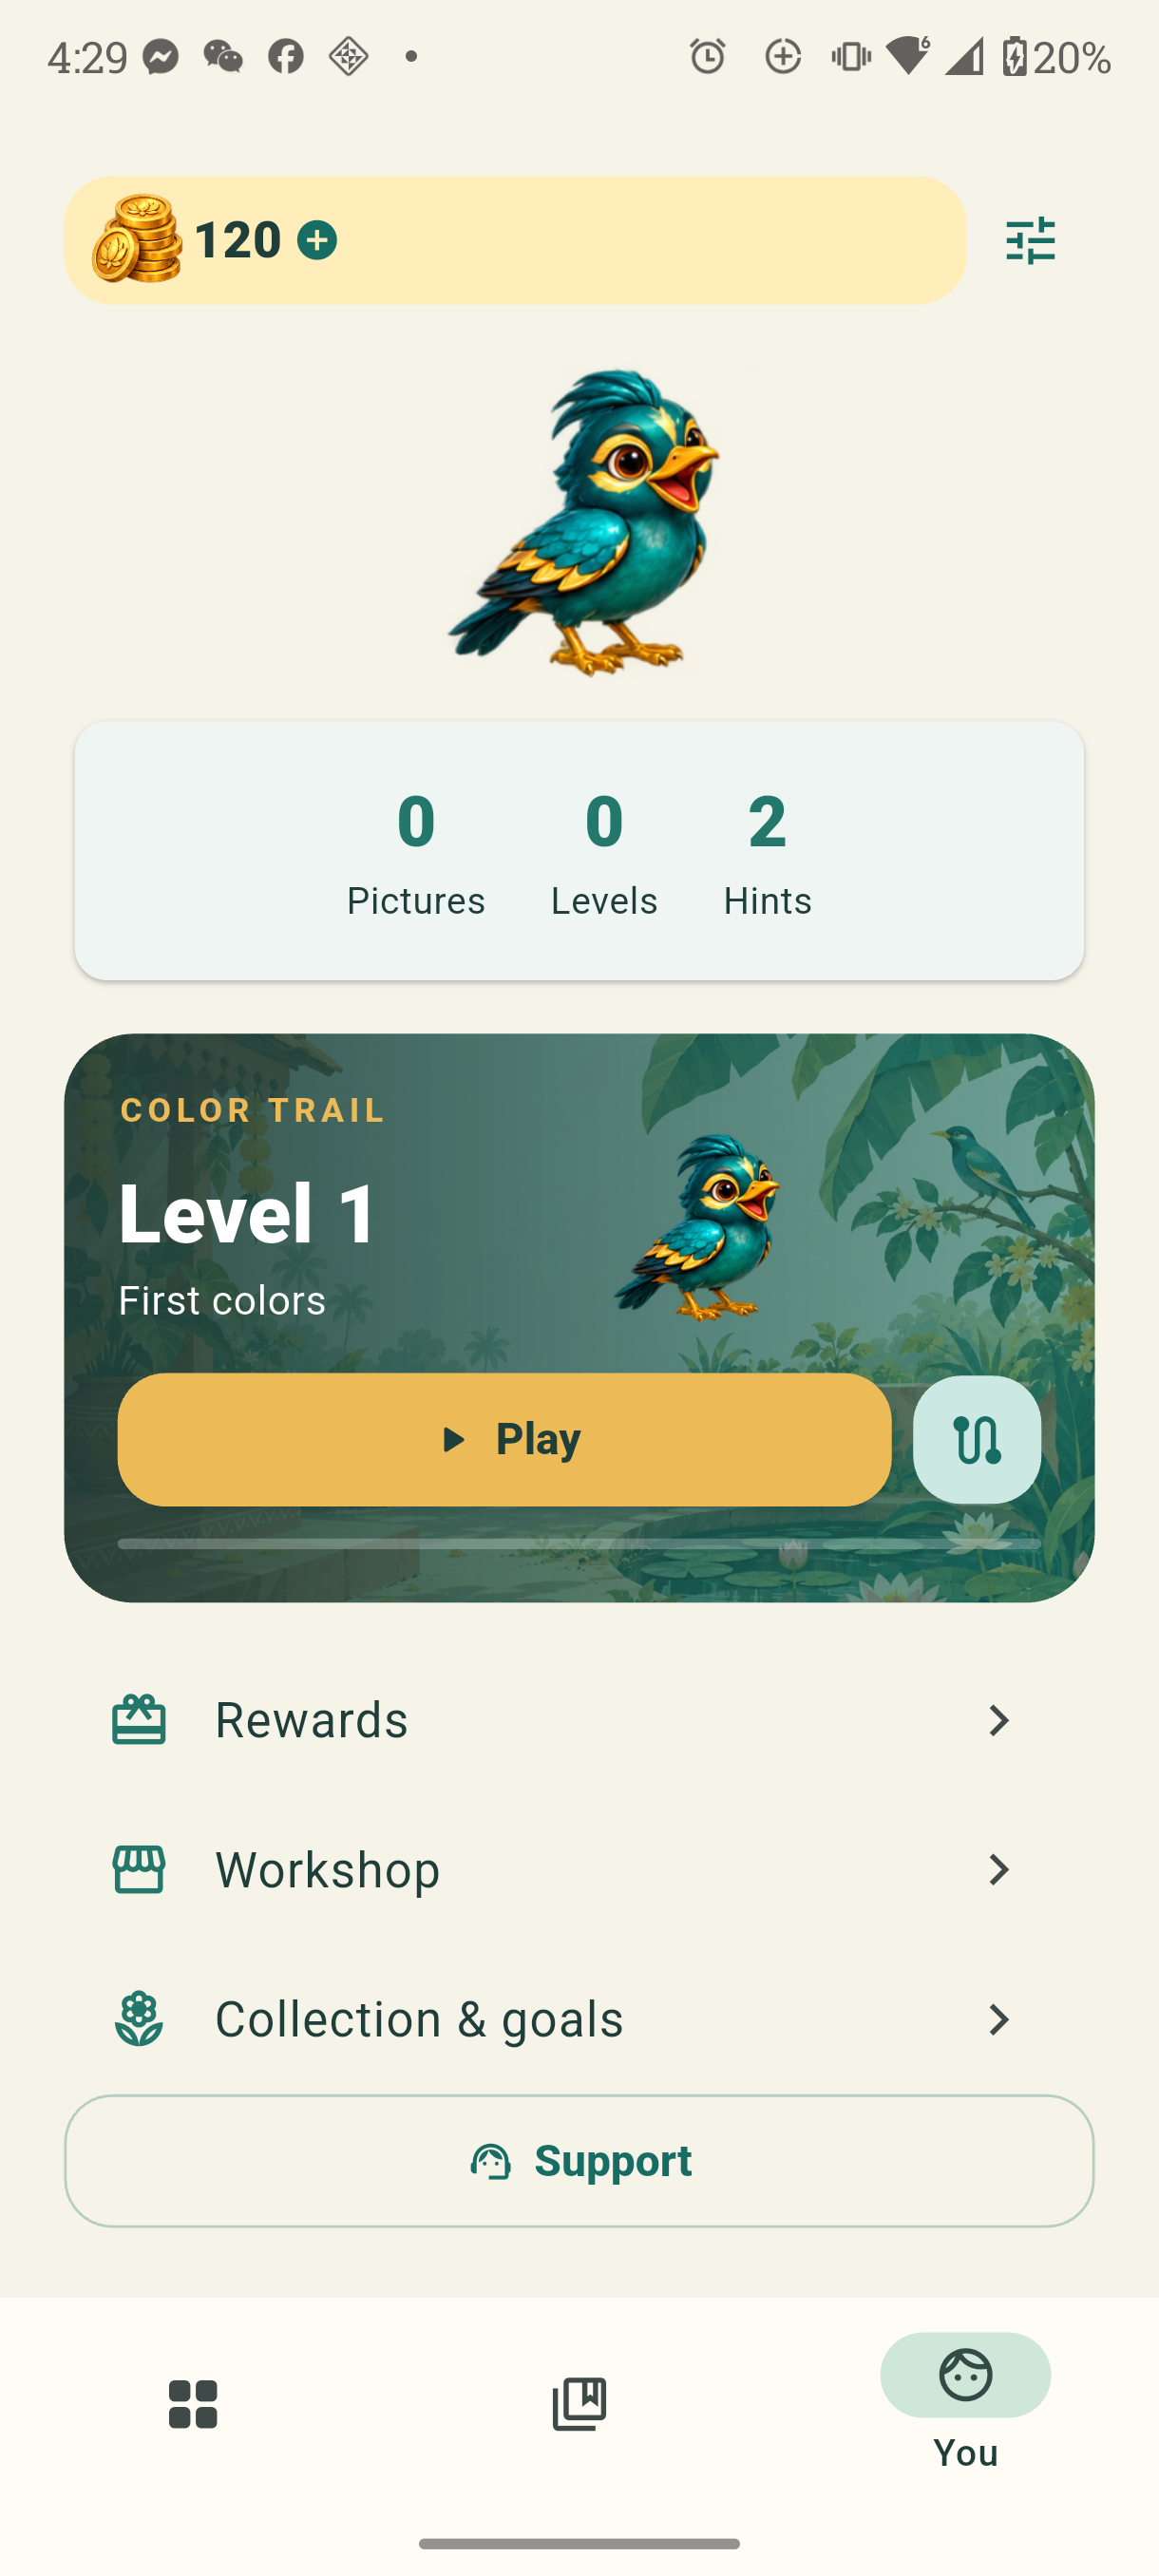 4:29
6
20%
120
0 0 2
Pictures Levels Hints
COLOR TRAIL
Level 1
First colors
Play
Rewards
Workshop
Collection & goals
Support
You